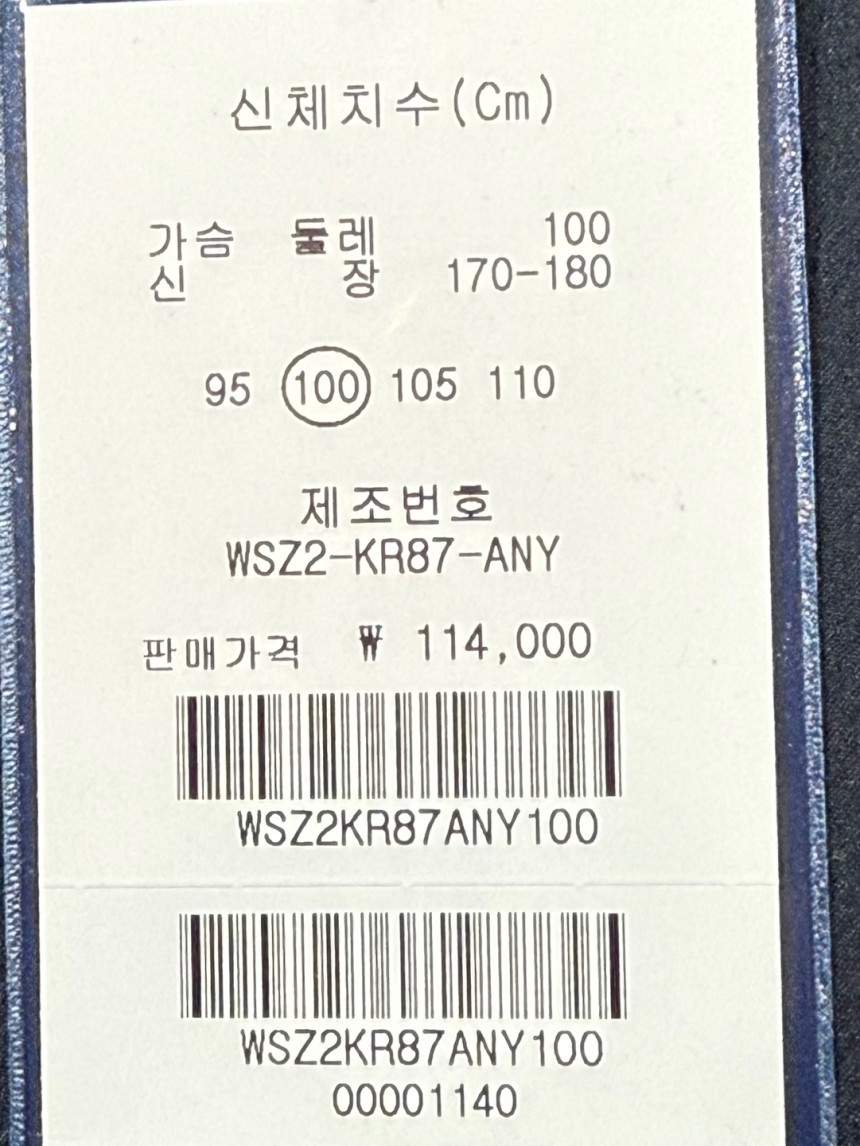 신체치수(Cm)
가슴 둘레 100
신 장 170-180
95 100 105 110
제조번호
WSZ2-KR87-ANY
판매가격 ₩ 114,000
WSZ2KR87ANY100
WSZ2KR87ANY100
00001140